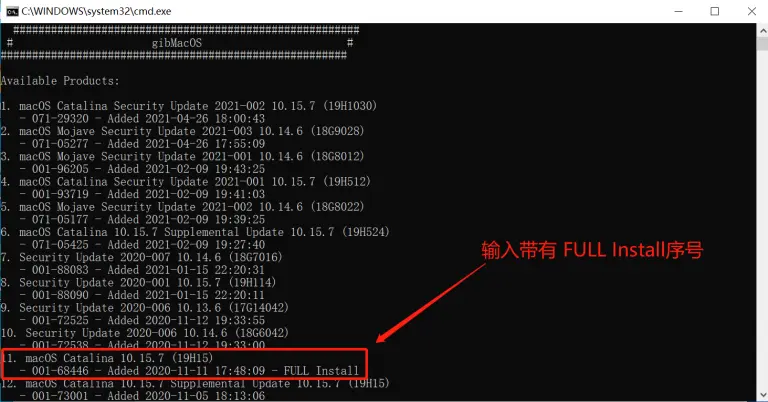 C:\WINDOWS\system32\cmd.exe
#######################################################
# gibMacOS #
#######################################################
Available Products:
1. macOS Catalina Security Update 2021-002 10.15.7 (19H1030)
- 071-29320 - Added 2021-04-26 18:00:43
2. macOS Mojave Security Update 2021-003 10.14.6 (18G9028)
- 071-05277 - Added 2021-04-26 17:55:09
3. macOS Mojave Security Update 2021-001 10.14.6 (18G8012)
- 001-96205 - Added 2021-02-09 19:43:25
4. macOS Catalina Security Update 2021-001 10.15.7 (19H512)
- 001-93719 - Added 2021-02-09 19:41:03
5. macOS Mojave Security Update 2021-002 10.14.6 (18G8022)
- 071-05177 - Added 2021-02-09 19:39:25
6. macOS Catalina 10.15.7 Supplemental Update 10.15.7 (19H524)
- 071-05425 - Added 2021-02-09 19:27:40
输入带有 FULL Install序号
7. Security Update 2020-007 10.14.6 (18G7016)
- 001-88083 - Added 2021-01-15 22:20:31
8. Security Update 2021-001 10.15.7 (19H114)
- 001-88090 - Added 2021-01-15 22:20:11
9. Security Update 2020-006 10.13.6 (17G14042)
- 001-72525 - Added 2020-11-12 19:33:55
10. Security Update 2020-006 10.14.6 (18G6042)
- 001-72538 - Added 2020-11-12 19:33:00
11. macOS Catalina 10.15.7 (19H15)
- 001-68446 - Added 2020-11-11 17:48:09 - FULL Install
12. macOS Catalina 10.15.7 Supplemental Update 10.15.7 (19H15)
- 001-73001 - Added 2020-11-05 18:13:06